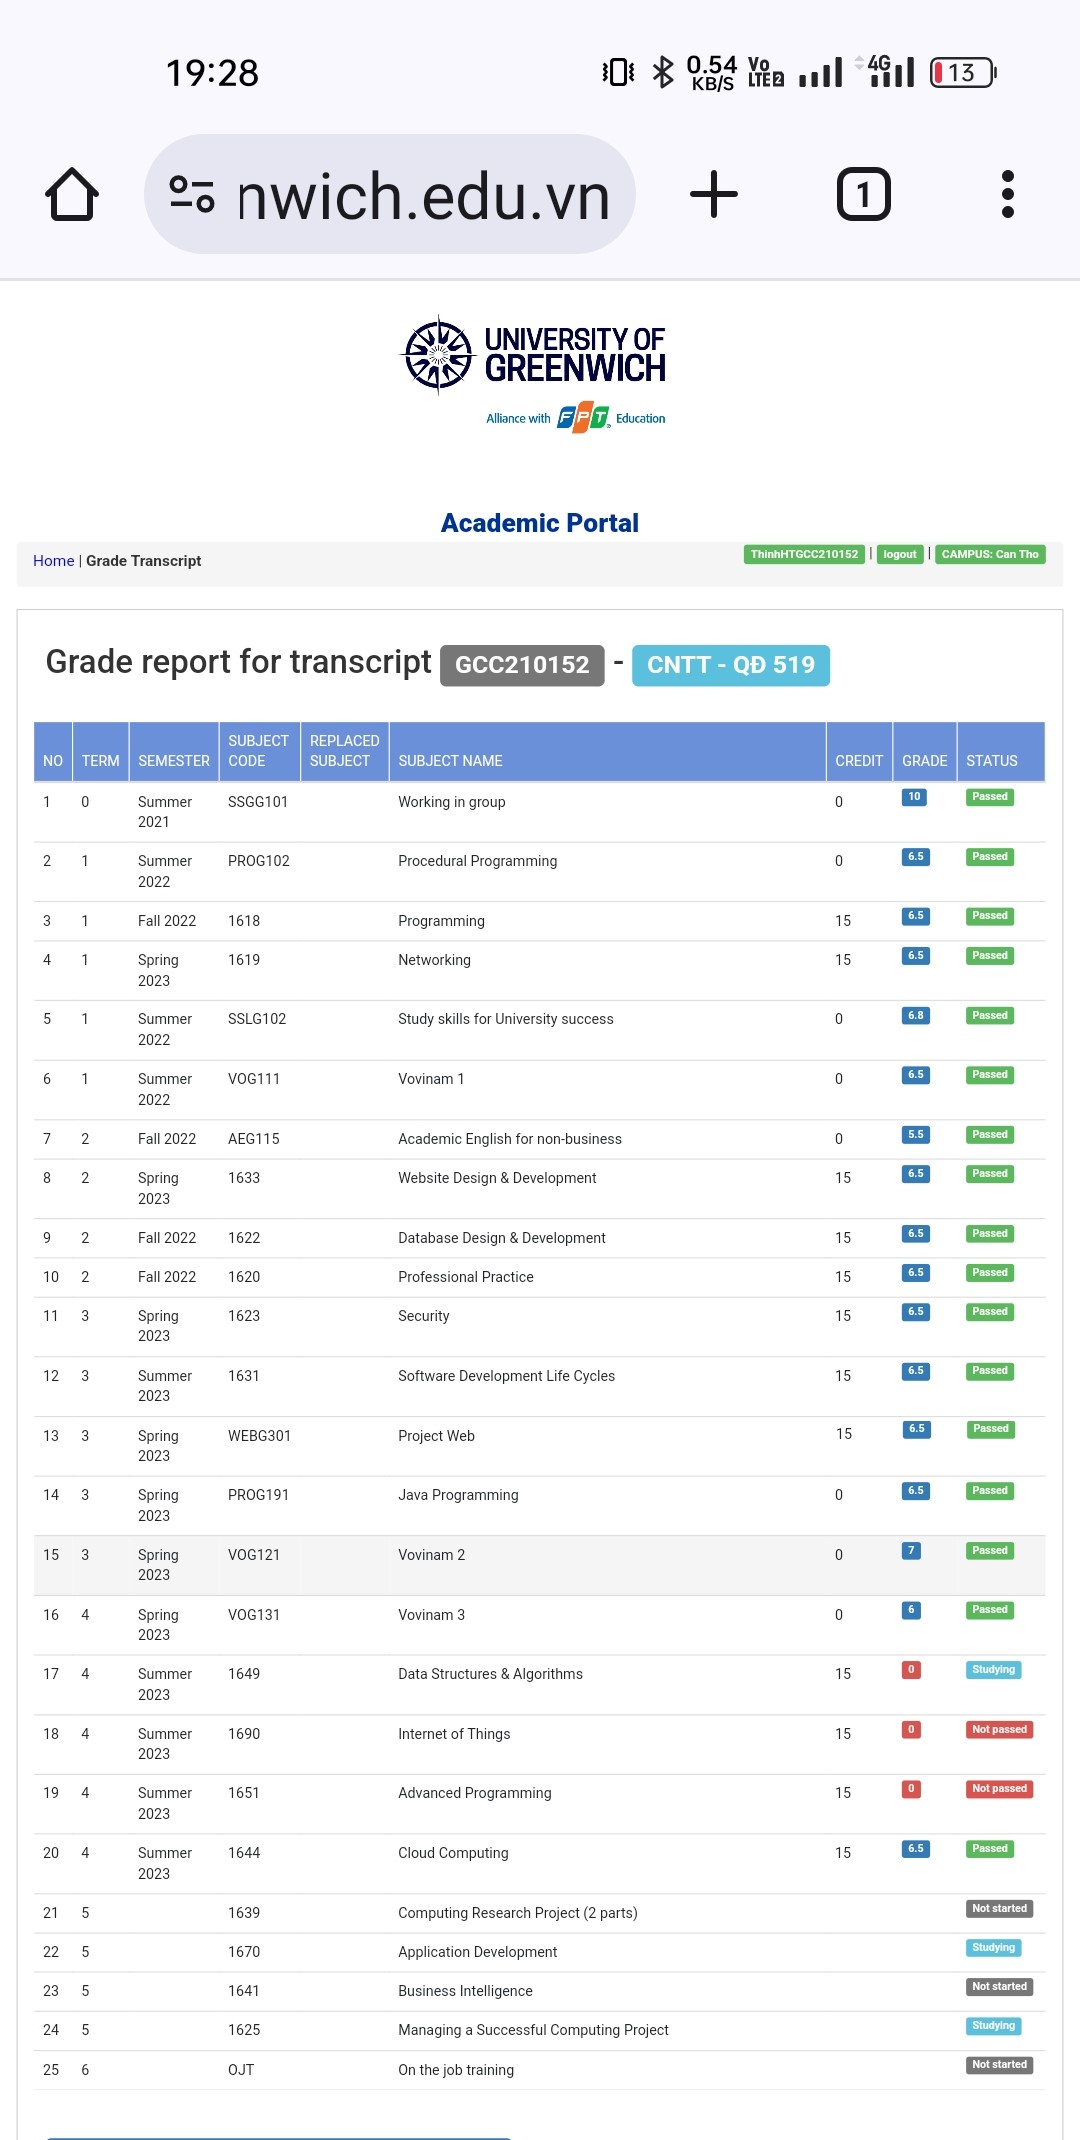 19:28 0.54 KB/S Vo LTE 2 4G 13
nwich.edu.vn 1
UNIVERSITY OF
GREENWICH
Alliance with FPT Education
Academic Portal
Home | Grade Transcript ThinhHTGCC210152 | logout | CAMPUS: Can Tho
Grade report for transcript GCC210152 - CNTT - QĐ 519
NO TERM SEMESTER SUBJECT CODE REPLACED SUBJECT SUBJECT NAME CREDIT GRADE STATUS
1 0 Summer 2021 SSGG101 Working in group 0 10 Passed
2 1 Summer 2022 PROG102 Procedural Programming 0 6.5 Passed
3 1 Fall 2022 1618 Programming 15 6.5 Passed
4 1 Spring 2023 1619 Networking 15 6.5 Passed
5 1 Summer 2022 SSLG102 Study skills for University success 0 6.8 Passed
6 1 Summer 2022 VOG111 Vovinam 1 0 6.5 Passed
7 2 Fall 2022 AEG115 Academic English for non-business 0 5.5 Passed
8 2 Spring 2023 1633 Website Design & Development 15 6.5 Passed
9 2 Fall 2022 1622 Database Design & Development 15 6.5 Passed
10 2 Fall 2022 1620 Professional Practice 15 6.5 Passed
11 3 Spring 2023 1623 Security 15 6.5 Passed
12 3 Summer 2023 1631 Software Development Life Cycles 15 6.5 Passed
13 3 Spring 2023 WEBG301 Project Web 15 6.5 Passed
14 3 Spring 2023 PROG191 Java Programming 0 6.5 Passed
15 3 Spring 2023 VOG121 Vovinam 2 0 7 Passed
16 4 Spring 2023 VOG131 Vovinam 3 0 6 Passed
17 4 Summer 2023 1649 Data Structures & Algorithms 15 0 Studying
18 4 Summer 2023 1690 Internet of Things 15 0 Not passed
19 4 Summer 2023 1651 Advanced Programming 15 0 Not passed
20 4 Summer 2023 1644 Cloud Computing 15 6.5 Passed
21 5 1639 Computing Research Project (2 parts) Not started
22 5 1670 Application Development Studying
23 5 1641 Business Intelligence Not started
24 5 1625 Managing a Successful Computing Project Studying
25 6 OJT On the job training Not started